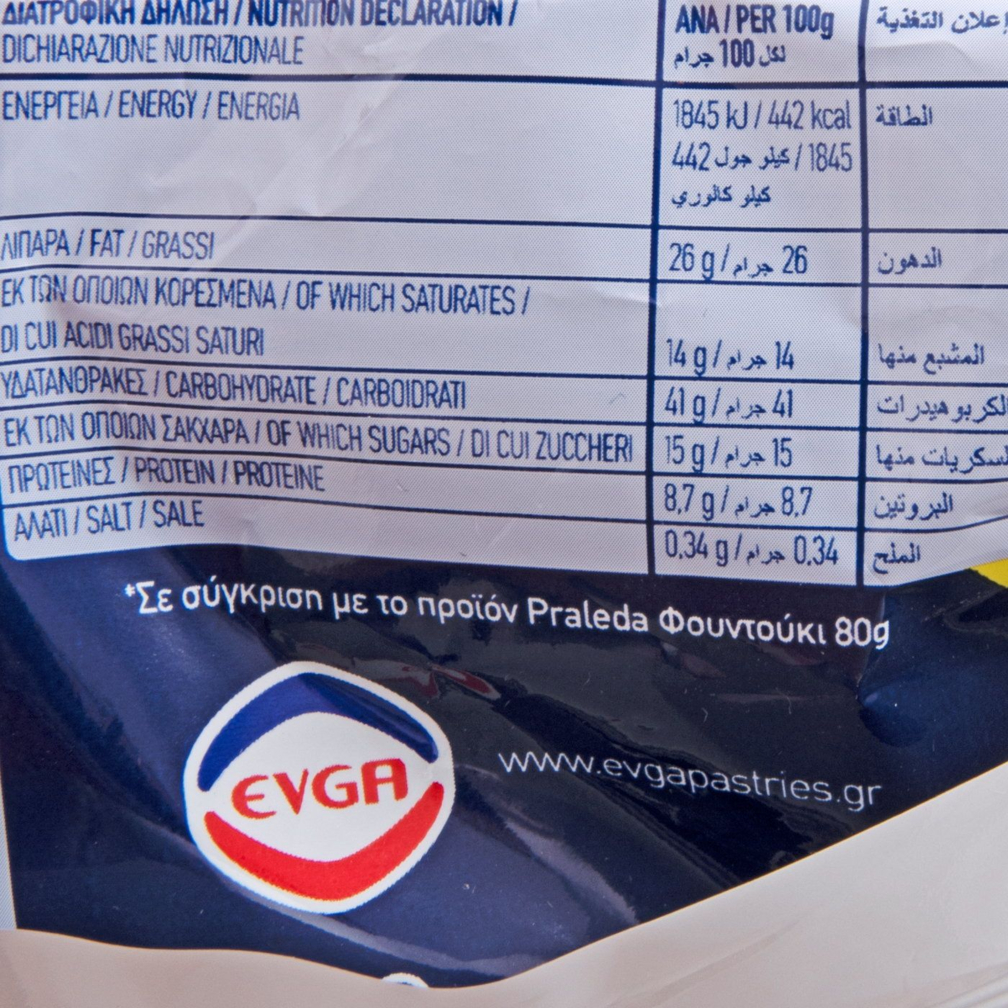 ΔΙΑΤΡΟΦΙΚΗ ΔΗΛΩΣΗ / NUTRITION DECLARATION /
DICHIARAZIONE NUTRIZIONALE
ΑΝΑ / PER 100g
لكل 100 جرام
إعلان التغذية
ΕΝΕΡΓΕΙΑ / ENERGY / ENERGIA
1845 kJ / 442 kcal
1845 / كيلو جول 442
كيلو كالوري
الطاقة
ΛΙΠΑΡΑ / FAT / GRASSI
26 g / جرام 26
الدهون
ΕΚ ΤΩΝ ΟΠΟΙΩΝ ΚΟΡΕΣΜΕΝΑ / OF WHICH SATURATES /
DI CUI ACIDI GRASSI SATURI
14 g / جرام 14
المشبع منها
ΥΔΑΤΑΝΘΡΑΚΕΣ / CARBOHYDRATE / CARBOIDRATI
41 g / جرام 41
الكربوهيدرات
ΕΚ ΤΩΝ ΟΠΟΙΩΝ ΣΑΚΧΑΡΑ / OF WHICH SUGARS / DI CUI ZUCCHERI
15 g / جرام 15
السكريات منها
ΠΡΩΤΕΙΝΕΣ / PROTEIN / PROTEINE
8,7 g / جرام 8,7
البروتين
ΑΛΑΤΙ / SALT / SALE
0,34 g / جرام 0,34
الملح
*Σε σύγκριση με το προϊόν Praleda Φουντούκι 80g
EVGA
www.evgapastries.gr